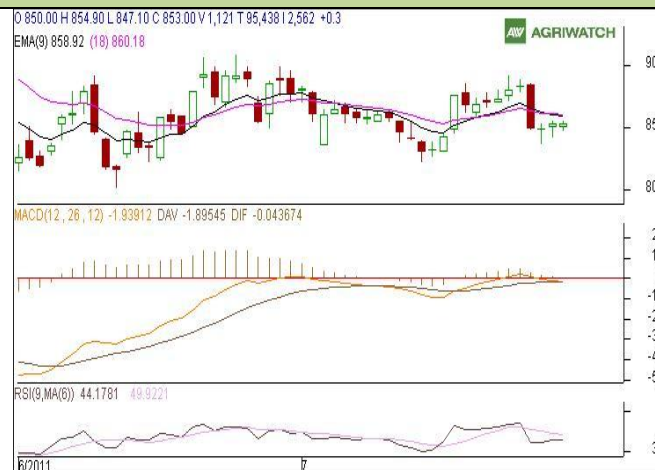 O 850.00 H 854.90 L 847.10 C 853.00 V 1,121 T 95,438 I 2,562 +0.3
AW AGRIWATCH
EMA(9) 858.92 (18) 860.18
90
85
80
MACD(12,26,12) -1.93912 DAV -1.89545 DIF -0.043674
2
1
-1
-2
-3
-4
-5
RSI(9,MA(6)) 44.1781 49.9221
3
6/2011 7